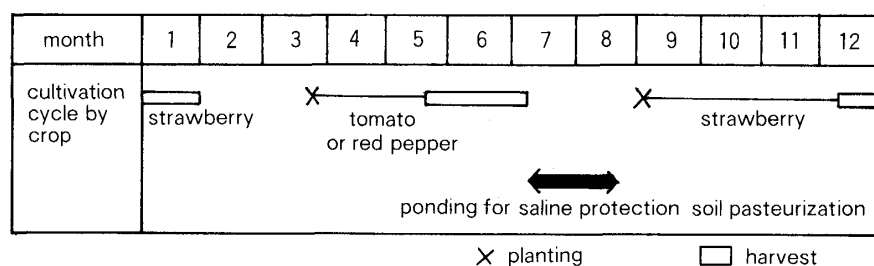 month 1 2 3 4 5 6 7 8 9 10 11 12
cultivation
cycle by
crop
strawberry
tomato
or red pepper
strawberry
ponding for saline protection soil pasteurization
planting harvest